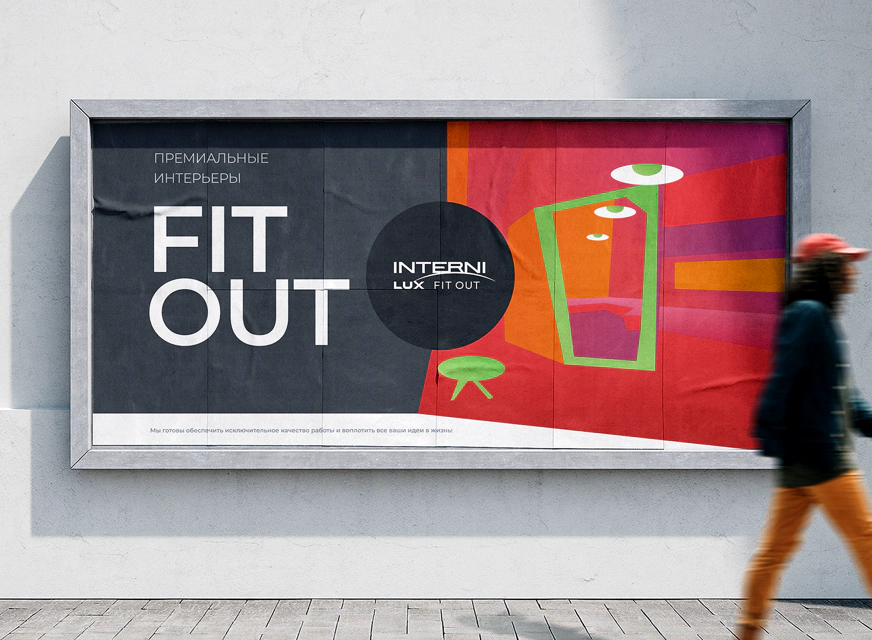 ПРЕМИАЛЬНЫЕ
ИНТЕРЬЕРЫ
FIT
OUT
INTERNI
LUX FIT OUT
Мы готовы обеспечить исключительное качество работы и воплотить все ваши идеи в жизнь